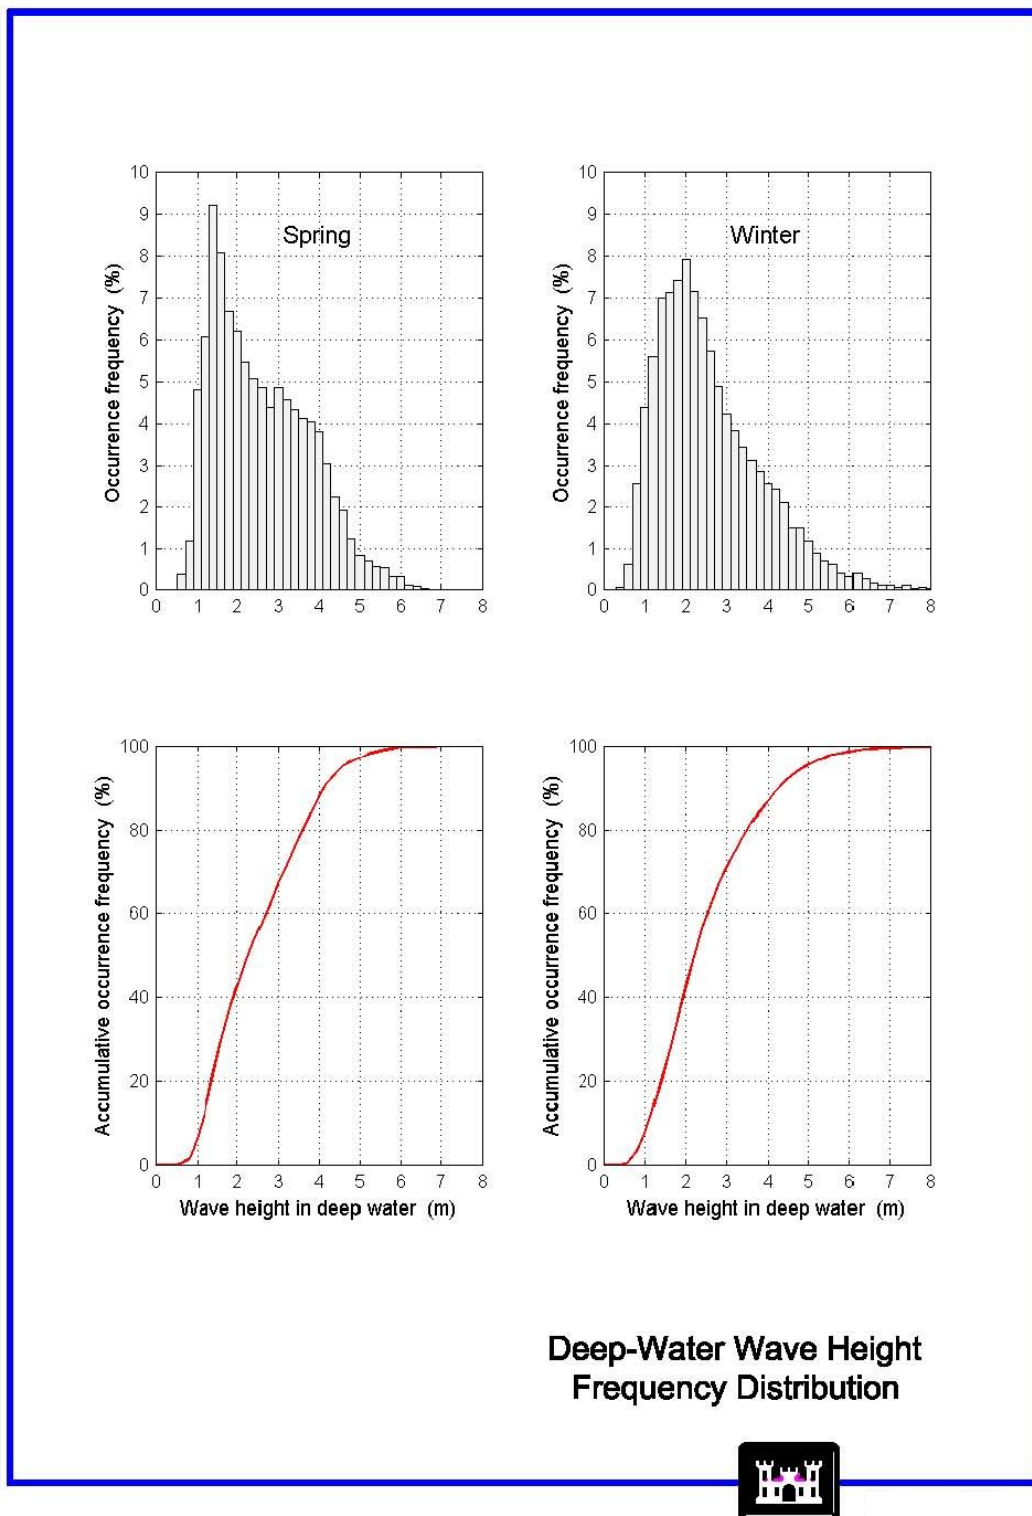 10
9
8
7
6
5
4
3
2
1
0
Occurrence frequency (%)
Spring
0 1 2 3 4 5 6 7 8
10
9
8
7
6
5
4
3
2
1
0
Occurrence frequency (%)
Winter
0 1 2 3 4 5 6 7 8
100
80
60
40
20
0
Accumulative occurrence frequency (%)
0 1 2 3 4 5 6 7 8
Wave height in deep water (m)
100
80
60
40
20
0
Accumulative occurrence frequency (%)
0 1 2 3 4 5 6 7 8
Wave height in deep water (m)
Deep-Water Wave Height
Frequency Distribution